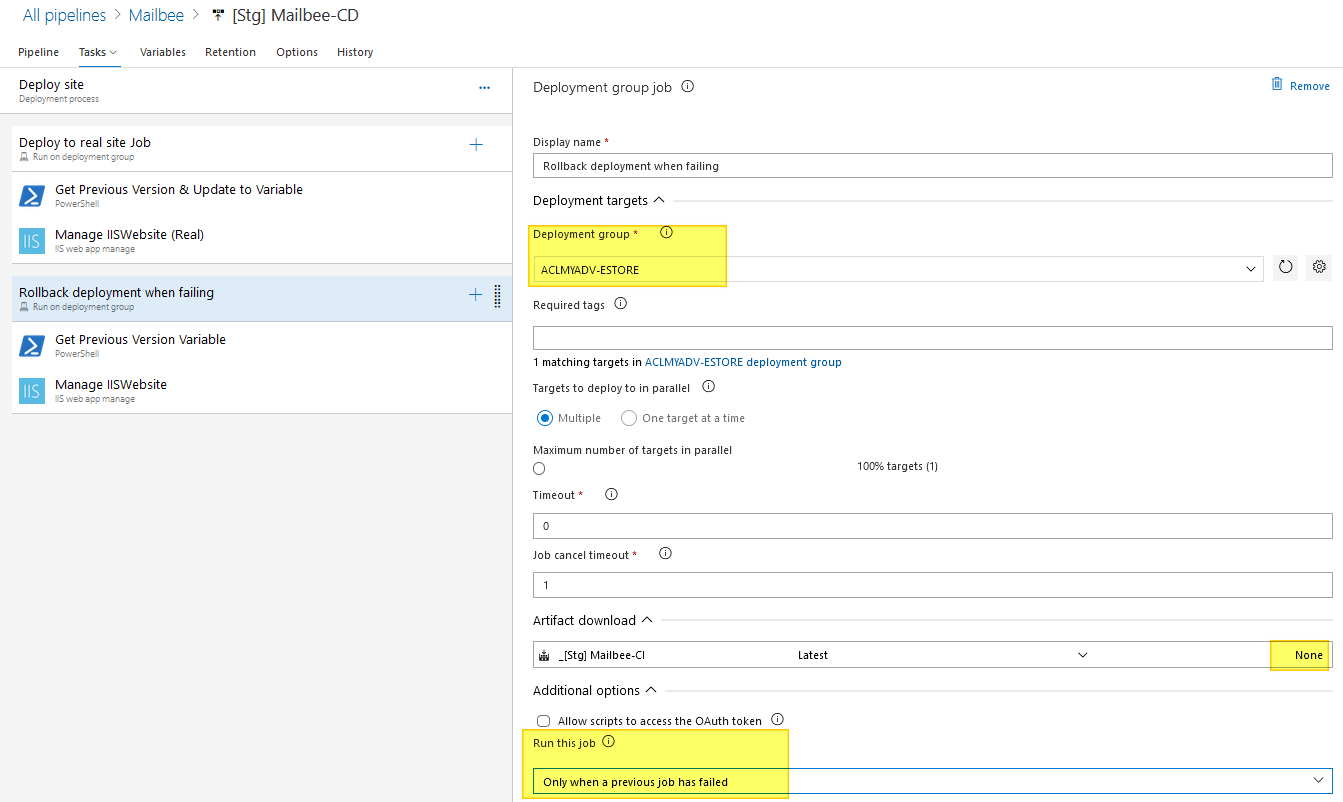 All pipelines > Mailbee > [Stg] Mailbee-CD
Pipeline Tasks Variables Retention Options History
Deploy site
Deployment process
...
Deploy to real site Job
Run on deployment group
Get Previous Version & Update to Variable
PowerShell
IIS
Manage IISWebsite (Real)
IIS web app manage
Rollback deployment when failing
Run on deployment group
Get Previous Version Variable
PowerShell
IIS
Manage IISWebsite
IIS web app manage
Deployment group job
Remove
Display name *
Rollback deployment when failing
Deployment targets
Deployment group *
ACLMYADV-ESTORE
Required tags
1 matching targets in ACLMYADV-ESTORE deployment group
Targets to deploy to in parallel
Multiple One target at a time
Maximum number of targets in parallel
100% targets (1)
Timeout *
0
Job cancel timeout *
1
Artifact download
_[Stg] Mailbee-CI Latest None
Additional options
Allow scripts to access the OAuth token
Run this job
Only when a previous job has failed